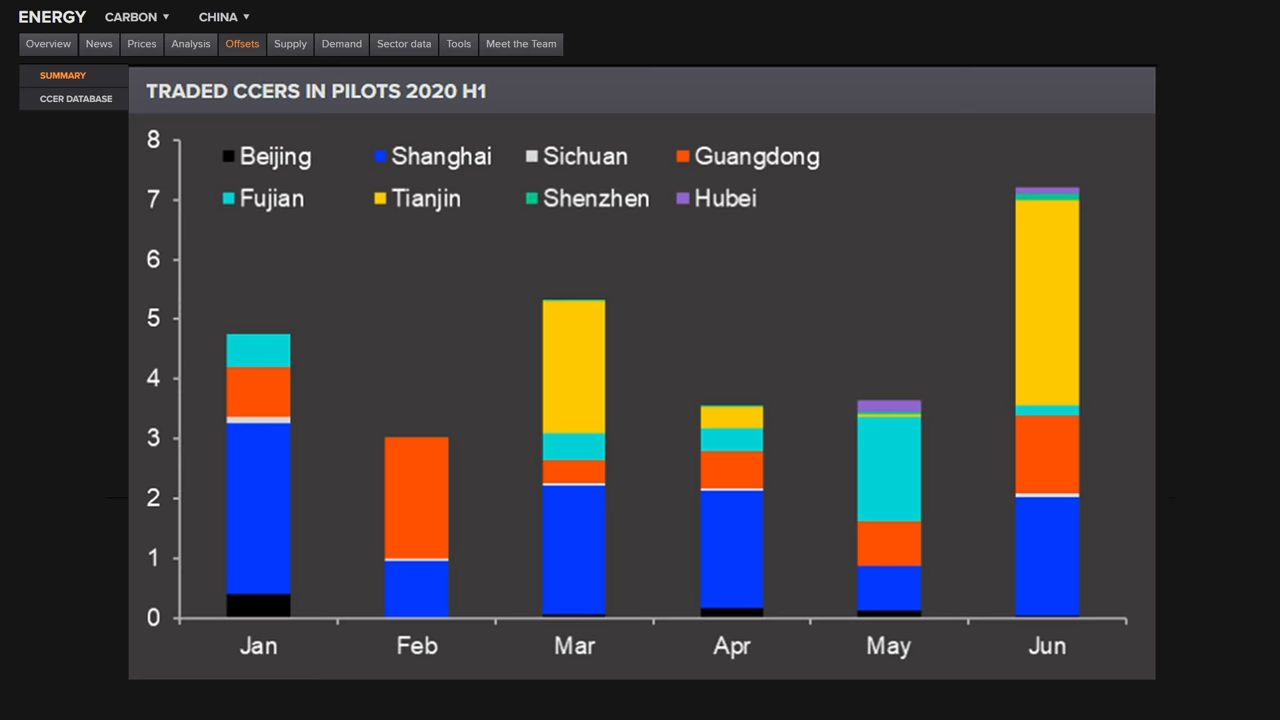 ENERGY CARBON ▼ CHINA ▼
Overview News Prices Analysis Offsets Supply Demand Sector data Tools Meet the Team
SUMMARY
CCER DATABASE
TRADED CCERS IN PILOTS 2020 H1
8
Beijing Shanghai Sichuan Guangdong
Fujian Tianjin Shenzhen Hubei
7
6
5
4
3
2
1
0
Jan Feb Mar Apr May Jun